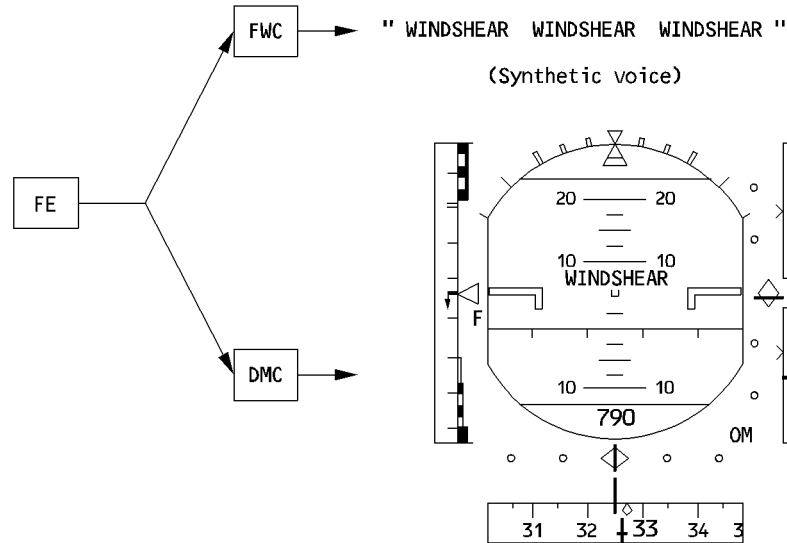 FWC
" WINDSHEAR WINDSHEAR WINDSHEAR "
(Synthetic voice)
FE
20 20
10 10
WINDSHEAR
F
DMC
10 10
790
OM
31 32 33 34 3